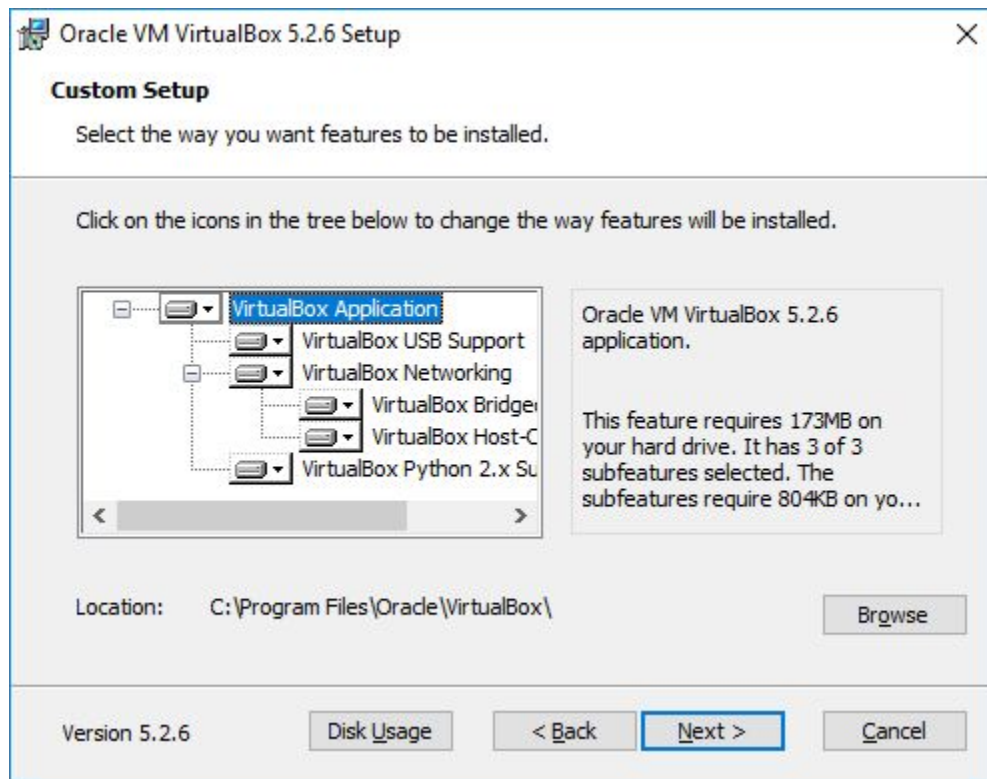 Oracle VM VirtualBox 5.2.6 Setup
Custom Setup
Select the way you want features to be installed.
Click on the icons in the tree below to change the way features will be installed.
VirtualBox Application
VirtualBox USB Support
VirtualBox Networking
VirtualBox Bridge
VirtualBox Host-C
VirtualBox Python 2.x Su
Oracle VM VirtualBox 5.2.6
application.
This feature requires 173MB on
your hard drive. It has 3 of 3
subfeatures selected. The
subfeatures require 804KB on yo...
Location: C:\Program Files\Oracle\VirtualBox\
Browse
Version 5.2.6 Disk Usage < Back Next > Cancel